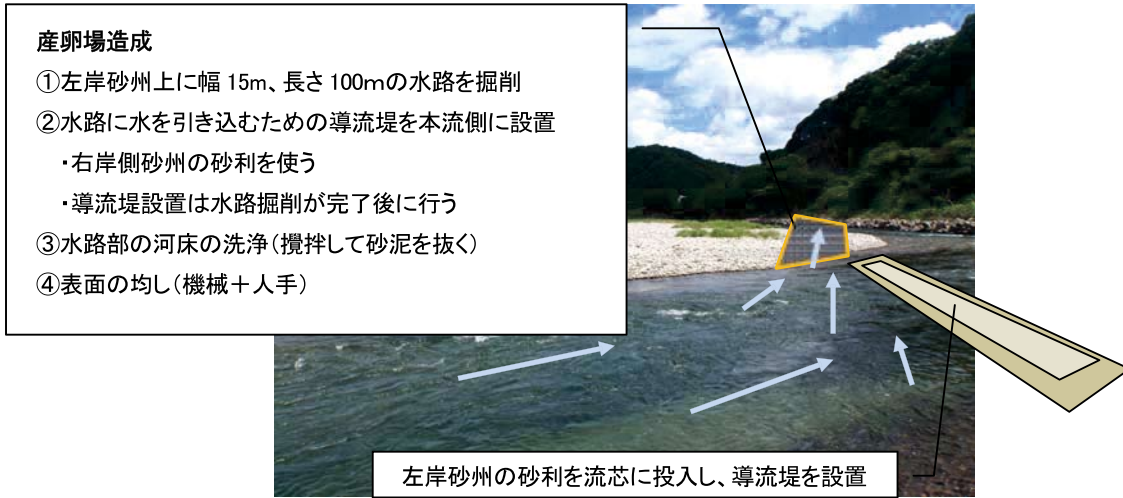 産卵場造成
①左岸砂州上に幅 15m、長さ 100mの水路を掘削
②水路に水を引き込むための導流堤を本流側に設置
・右岸側砂州の砂利を使う
・導流堤設置は水路掘削が完了後に行う
③水路部の河床の洗浄（攪拌して砂泥を抜く）
④表面の均し（機械＋人手）
左岸砂州の砂利を流芯に投入し、導流堤を設置